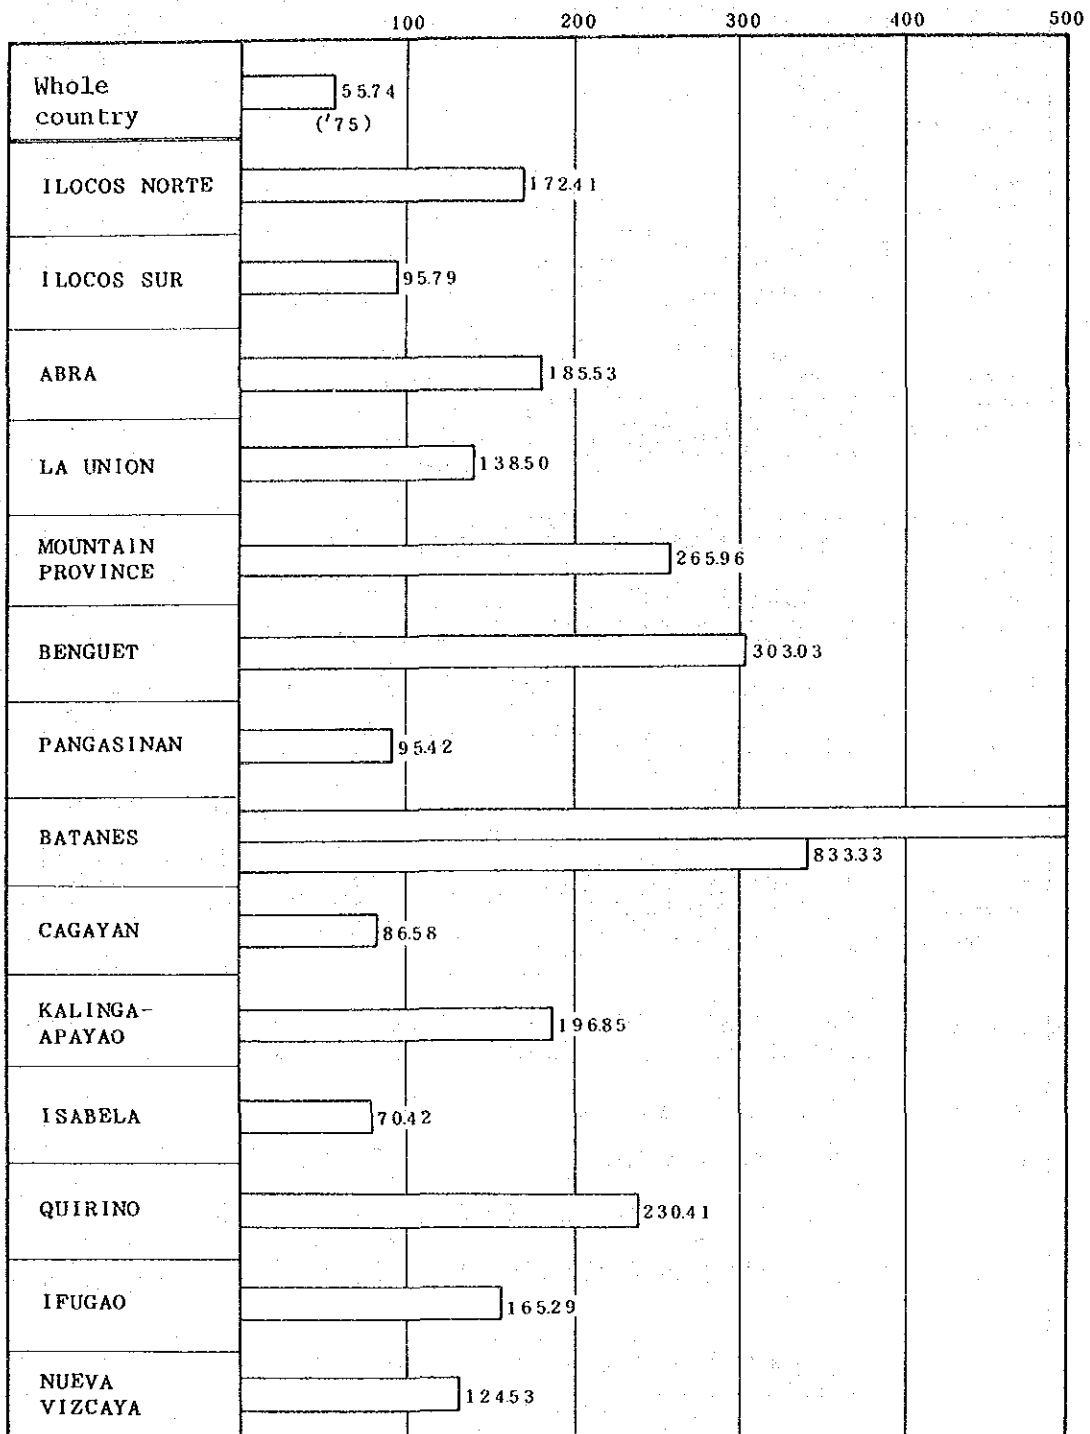 100 200 300 400 500
Whole
country
55.74
('75)
ILOCOS NORTE 172.41
ILOCOS SUR 95.79
ABRA 185.53
LA UNION 138.50
MOUNTAIN
PROVINCE
265.96
BENGUET 303.03
PANGASINAN 95.42
BATANES
833.33
CAGAYAN 86.58
KALINGA-
APAYAO
196.85
ISABELA 70.42
QUIRINO 230.41
IFUGAO 165.29
NUEVA
VIZCAYA
124.53